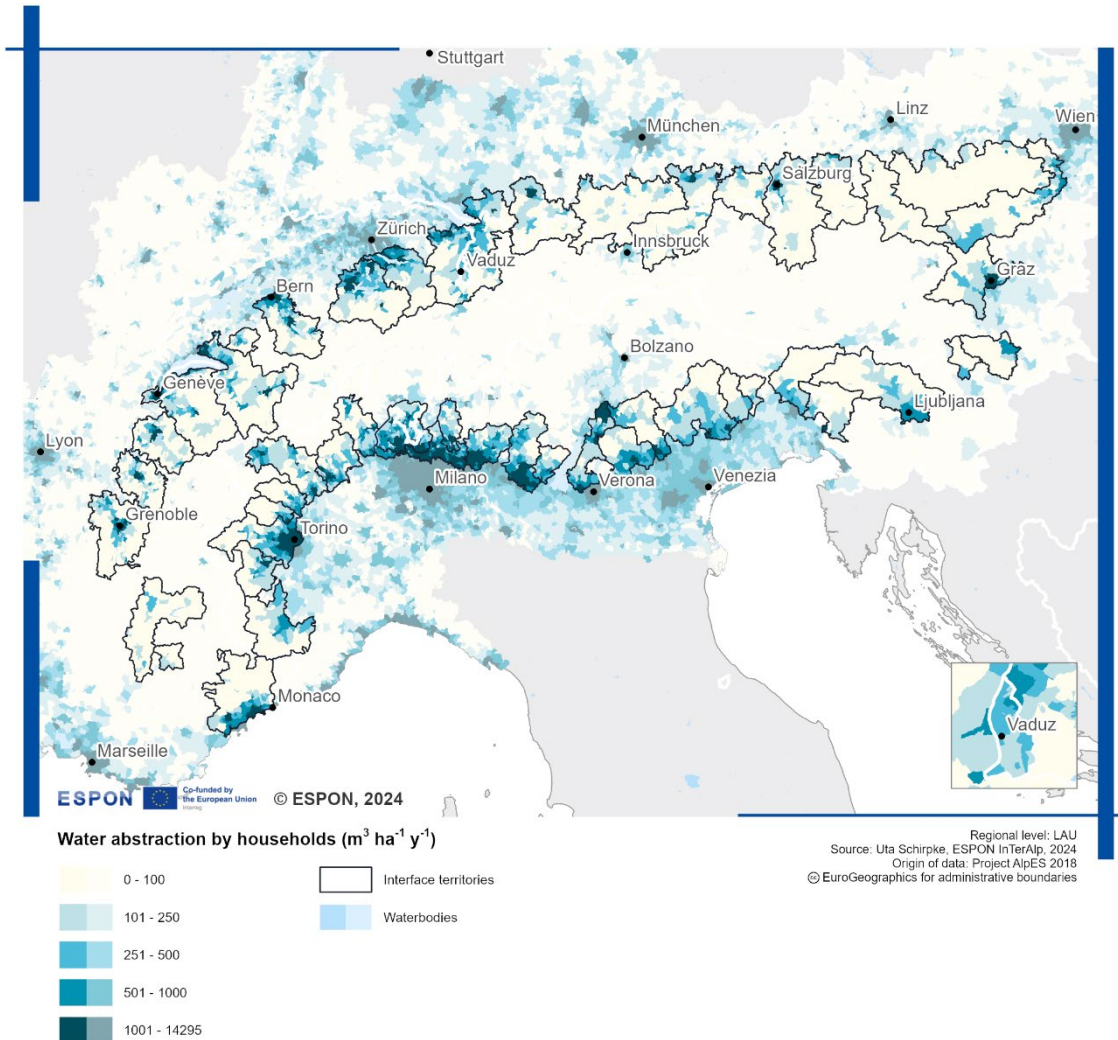 Stuttgart
Linz
Wien
München
Salzburg
Zürich
Innsbruck
Vaduz
Graz
Bern
Bolzano
Genève
Ljubljana
Lyon
Milano
Verona
Venezia
Grenoble
Torino
Monaco
Vaduz
Marseille
ESPON
Co-funded by
the European Union
Interreg
© ESPON, 2024
Water abstraction by households (m³ ha⁻¹ y⁻¹)
0 - 100
101 - 250
251 - 500
501 - 1000
1001 - 14295
Interface territories
Waterbodies
Regional level: LAU
Source: Uta Schirpke, ESPON InTerAlp, 2024
Origin of data: Project AlpES 2018
cc EuroGeographics for administrative boundaries